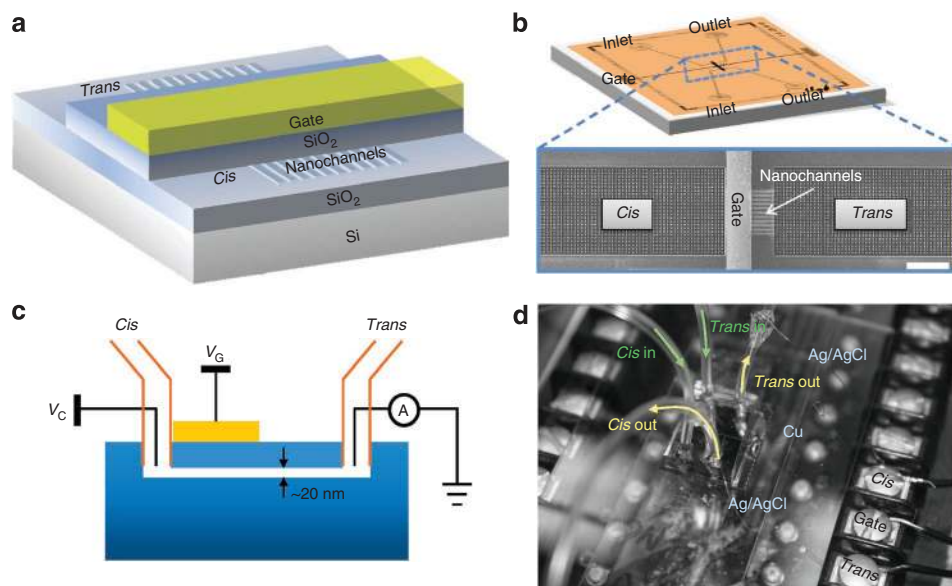 a
Trans
Gate
SiO2
Cis
Nanochannels
SiO2
Si
b
Inlet
Outlet
Gate
Inlet
Outlet
Nanochannels
Cis
Gate
Trans
c
Cis
Trans
VG
VC
A
~20 nm
d
Cis in
Trans in
Ag/AgCl
Trans out
Cis out
Cu
Ag/AgCl
Cis
Gate
Trans